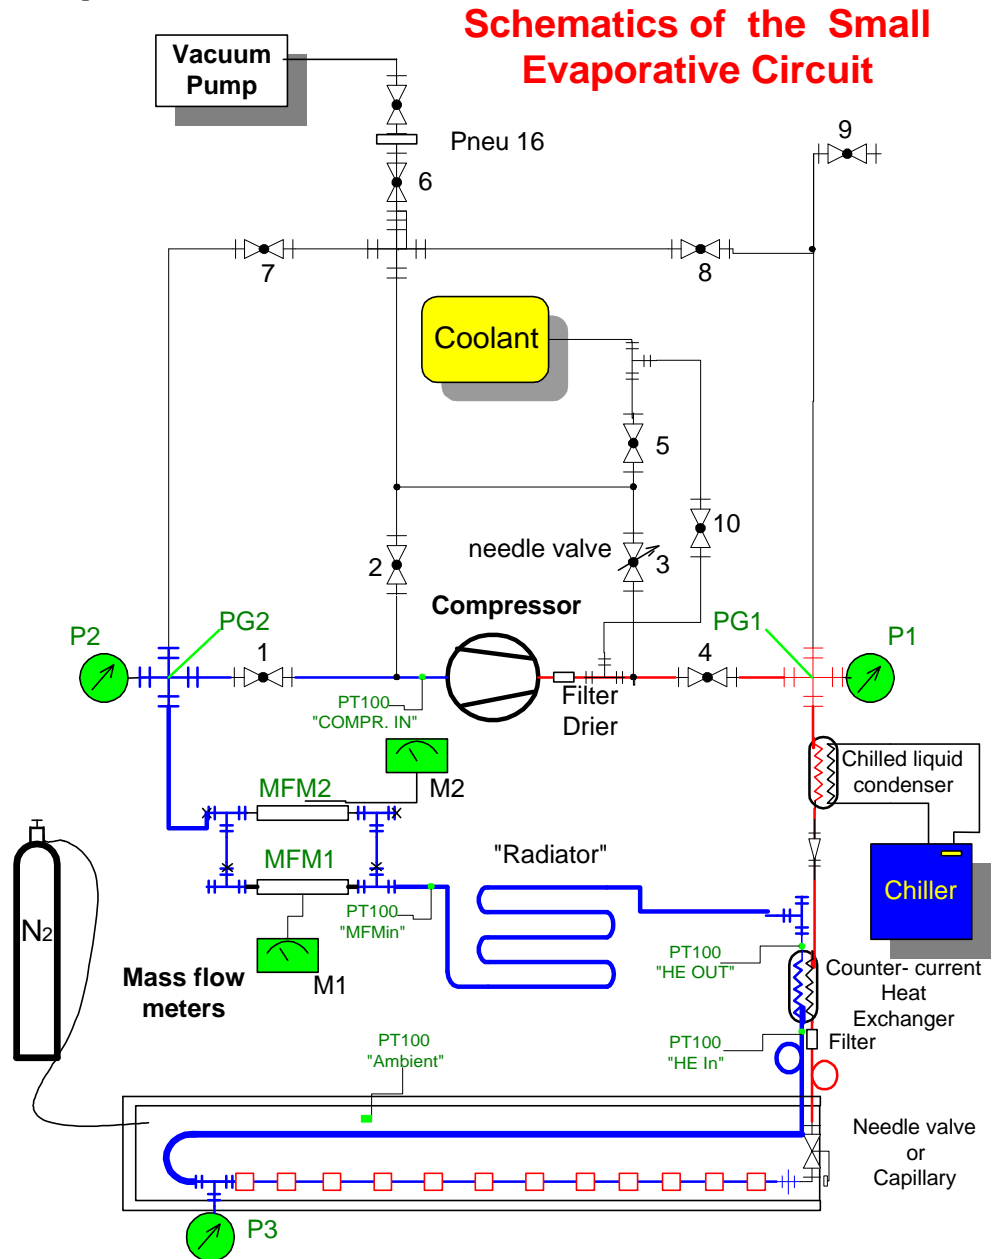 Schematics of the Small
Evaporative Circuit
Vacuum
Pump
Pneu 16
9
6
7
8
Coolant
5
10
2
needle valve
3
Compressor
P2
PG2
1
PG1
4
P1
PT100
"COMPR. IN"
Filter
Drier
Chilled liquid
condenser
MFM2
M2
"Radiator"
MFM1
Chiller
N2
PT100
"MFMin"
PT100
"HE OUT"
Mass flow
meters
M1
Counter- current
Heat
Exchanger
PT100
"Ambient"
PT100
"HE In"
Filter
Needle valve
or
Capillary
P3